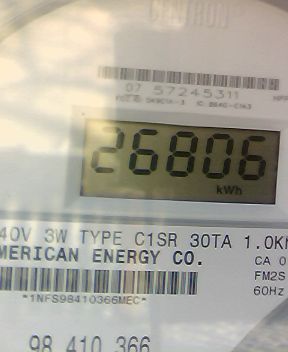 CENTRON
07 57245311
26806
kWh
40V 3W TYPE C1SR 30TA 1.0K
MERICAN ENERGY CO.
CA 0
FM2S
60Hz
*1NFS98410366MEC*
98 410 366